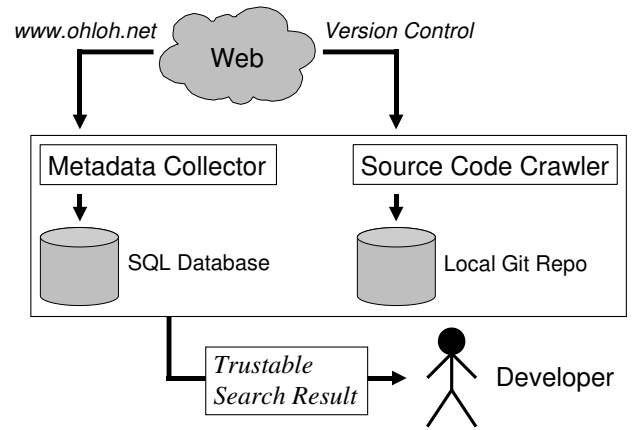 www.ohloh.net
Version Control
Web
Metadata Collector
Source Code Crawler
SQL Database
Local Git Repo
Trustable
Search Result
Developer